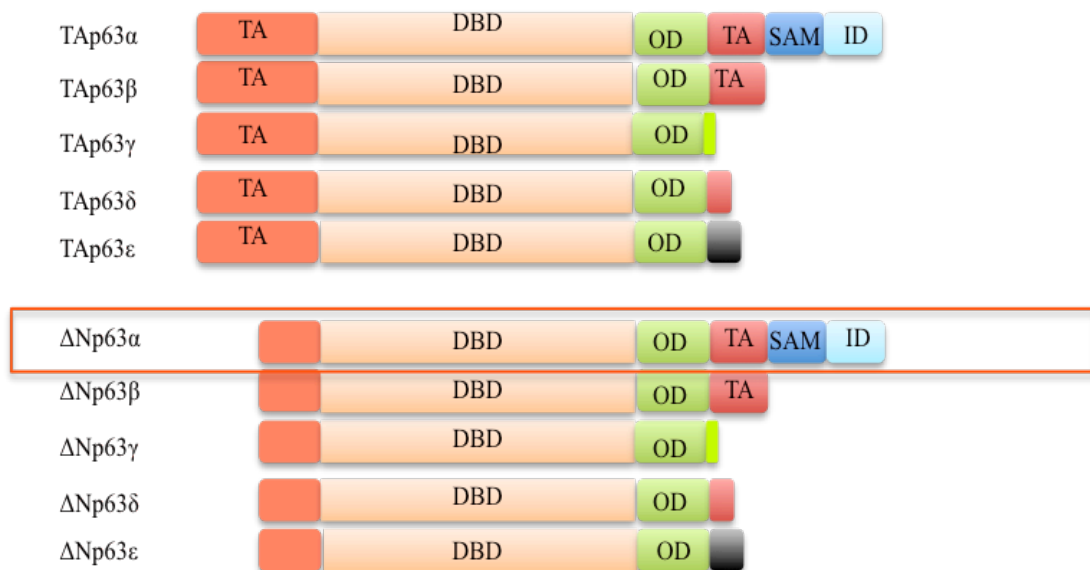 TAp63α TA DBD OD TA SAM ID
TAp63β TA DBD OD TA
TAp63γ TA DBD OD
TAp63δ TA DBD OD
TAp63ε TA DBD OD
ΔNp63α DBD OD TA SAM ID
ΔNp63β DBD OD TA
ΔNp63γ DBD OD
ΔNp63δ DBD OD
ΔNp63ε DBD OD